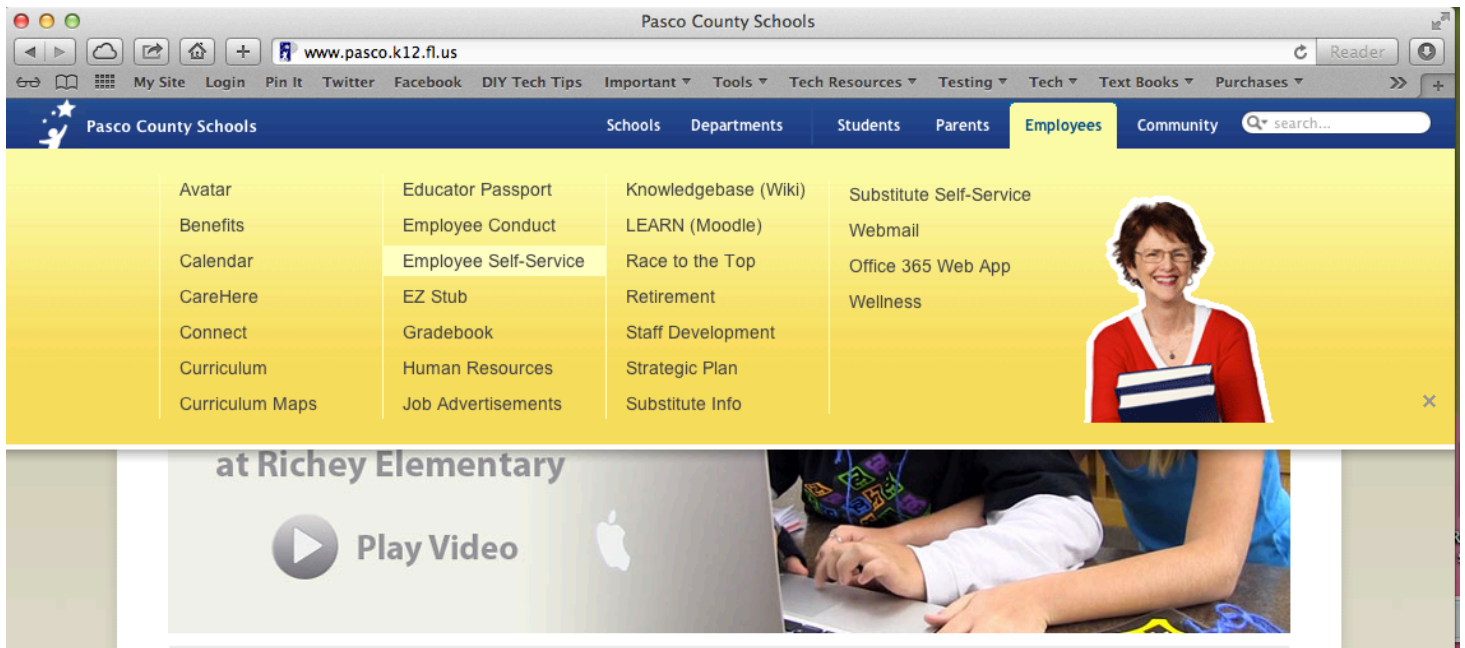 Pasco County Schools
www.pasco.k12.fl.us
Reader
My Site Login Pin It Twitter Facebook DIY Tech Tips Important Tools Tech Resources Testing Tech Text Books Purchases
Pasco County Schools Schools Departments Students Parents Employees Community search...
Avatar
Benefits
Calendar
CareHere
Connect
Curriculum
Curriculum Maps
Educator Passport
Employee Conduct
Employee Self-Service
EZ Stub
Gradebook
Human Resources
Job Advertisements
Knowledgebase (Wiki)
LEARN (Moodle)
Race to the Top
Retirement
Staff Development
Strategic Plan
Substitute Info
Substitute Self-Service
Webmail
Office 365 Web App
Wellness
at Richey Elementary
Play Video